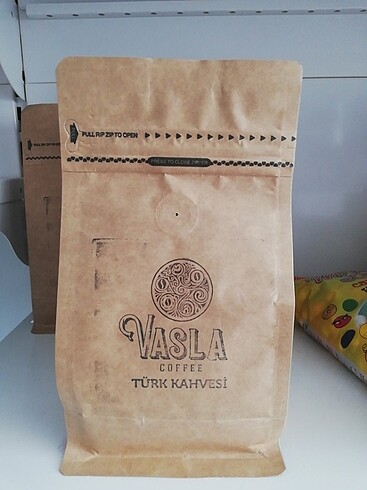 PULL RIP ZIP TO OPEN
PRESS TO CLOSE ZIPPER
VASLA
COFFEE
TÜRK KAHVESİ